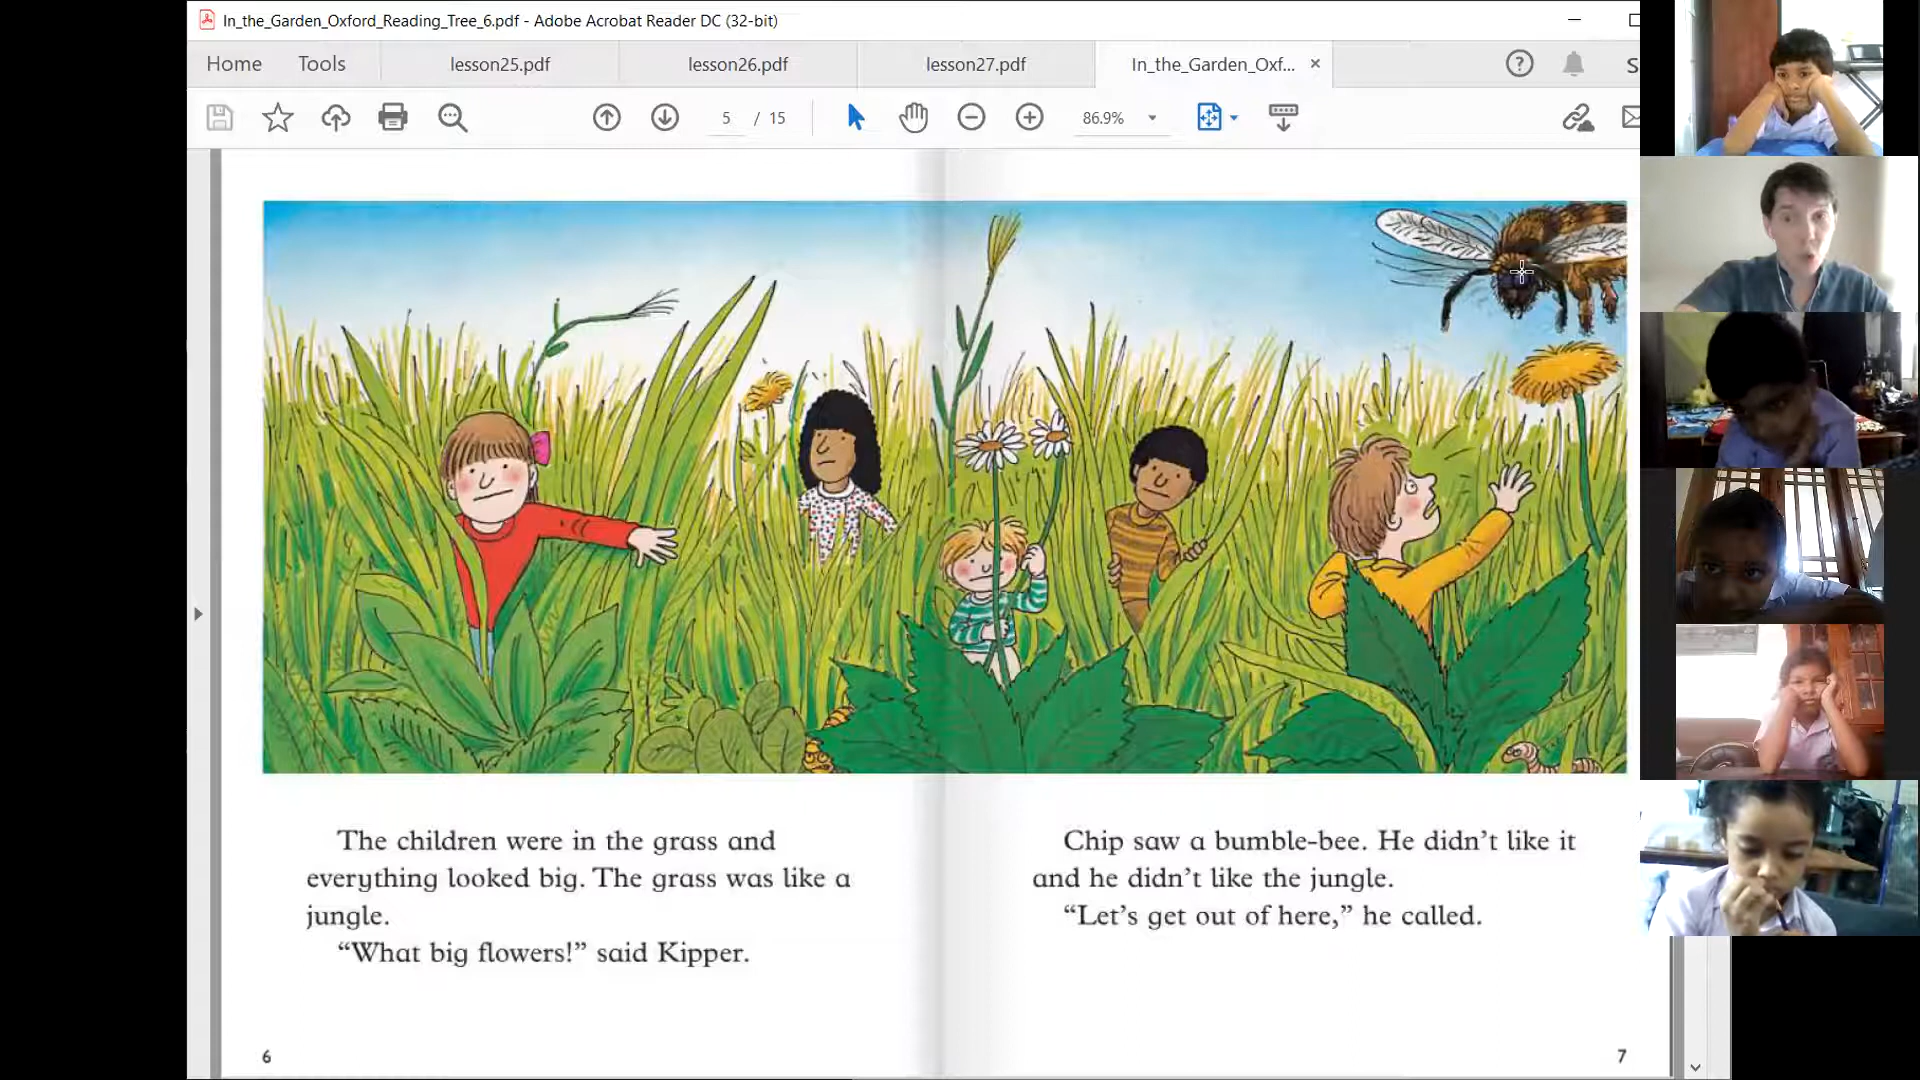 In_the_Garden_Oxford_Reading_Tree_6.pdf - Adobe Acrobat Reader DC (32-bit)
Home Tools lesson25.pdf lesson26.pdf lesson27.pdf In_the_Garden_Oxf... S
5 / 15 86.9%
The children were in the grass and
everything looked big. The grass was like a
jungle.
“What big flowers!” said Kipper.
6
Chip saw a bumble-bee. He didn’t like it
and he didn’t like the jungle.
“Let’s get out of here,” he called.
7